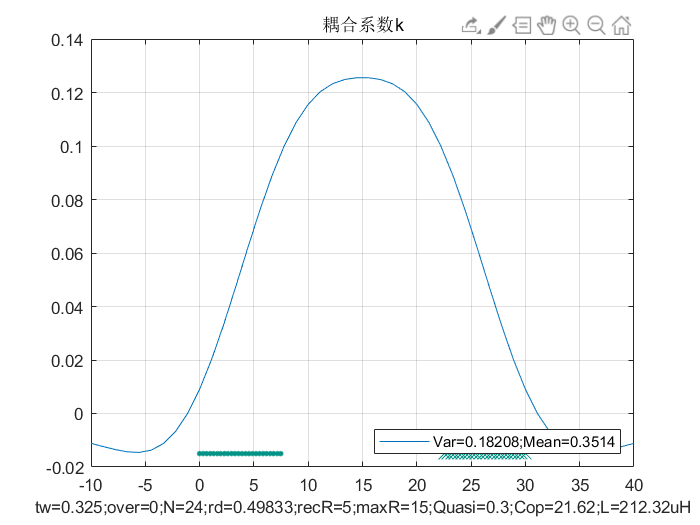 耦合系数k
0.14
0.12
0.1
0.08
0.06
0.04
0.02
0
-0.02
Var=0.18208;Mean=0.3514
-10 -5 0 5 10 15 20 25 30 35 40
tw=0.325;over=0;N=24;rd=0.49833;recR=5;maxR=15;Quasi=0.3;Cop=21.62;L=212.32uH